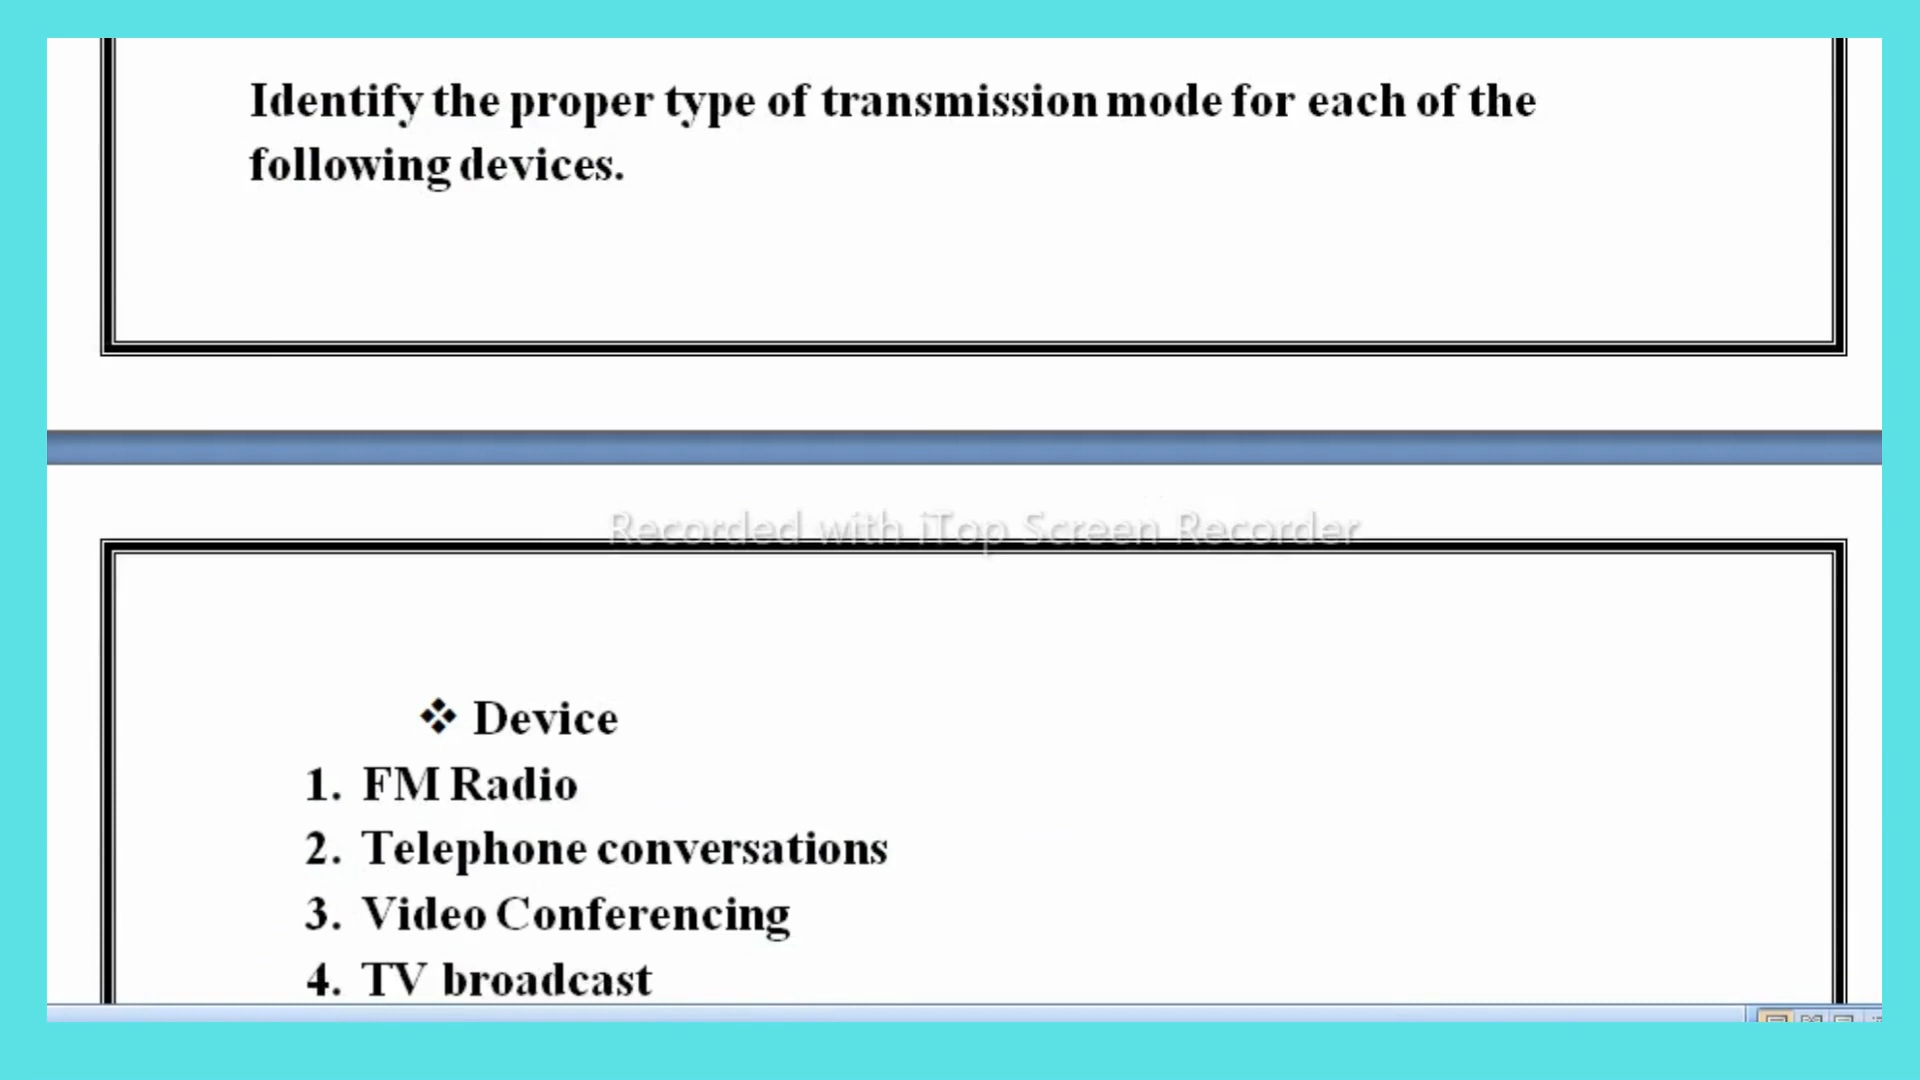 Identify the proper type of transmission mode for each of the
following devices.
Recorded with iTop Screen Recorder
❖ Device
1. FM Radio
2. Telephone conversations
3. Video Conferencing
4. TV broadcast